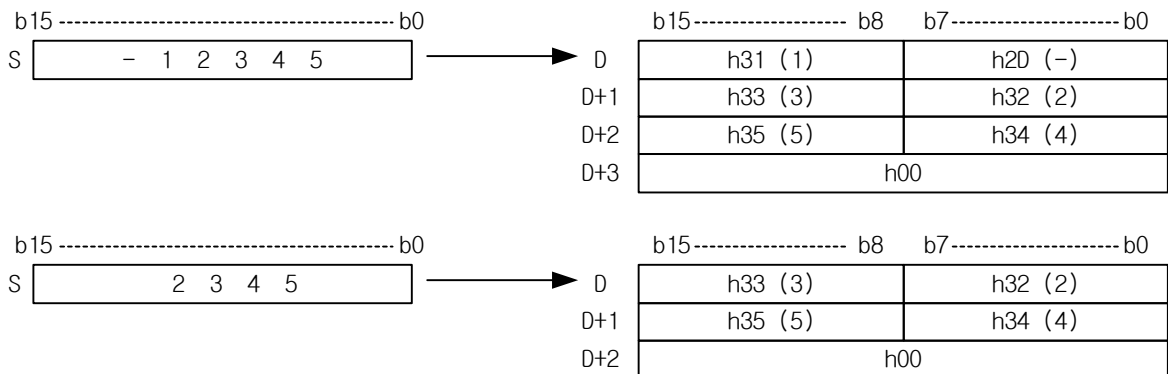 b15 ------------------------------------------ b0 b15 ------------------- b8 b7 --------------------- b0
S - 1 2 3 4 5 D h31 (1) h2D (-)
D+1 h33 (3) h32 (2)
D+2 h35 (5) h34 (4)
D+3 h00
b15 ------------------------------------------ b0 b15 ------------------- b8 b7 --------------------- b0
S 2 3 4 5 D h33 (3) h32 (2)
D+1 h35 (5) h34 (4)
D+2 h00